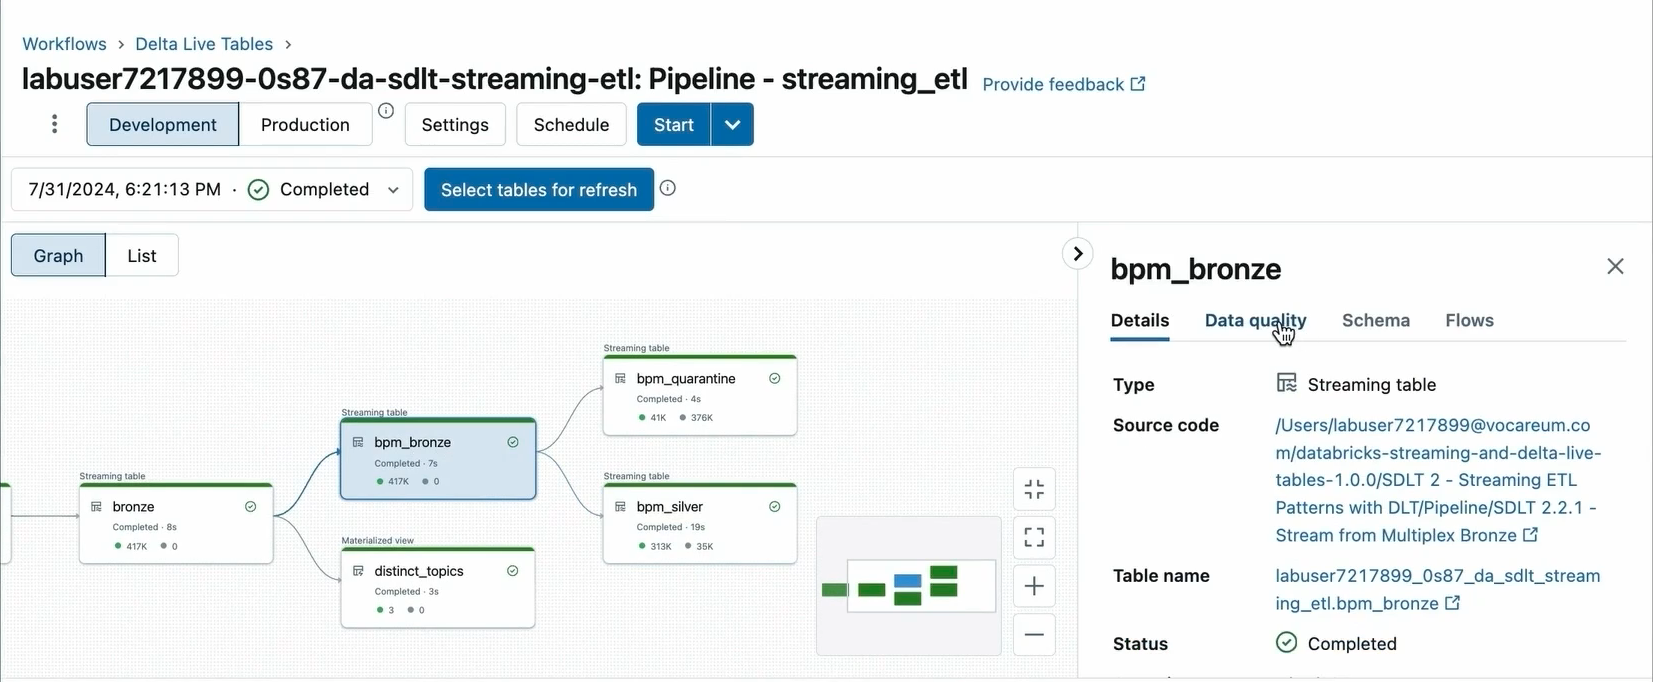 Workflows > Delta Live Tables >
labuser7217899-0s87-da-sdlt-streaming-etl: Pipeline - streaming_etl Provide feedback
Development Production Settings Schedule Start
7/31/2024, 6:21:13 PM · Completed Select tables for refresh
Graph List
Streaming table
bronze
Completed · 8s
417K 0
Streaming table
bpm_bronze
Completed · 7s
417K 0
Materialized view
distinct_topics
Completed · 3s
3 0
Streaming table
bpm_quarantine
Completed · 4s
41K 376K
Streaming table
bpm_silver
Completed · 19s
313K 35K
bpm_bronze
Details Data quality Schema Flows
Type Streaming table
Source code /Users/labuser7217899@vocareum.co
m/databricks-streaming-and-delta-live-
tables-1.0.0/SDLT 2 - Streaming ETL
Patterns with DLT/Pipeline/SDLT 2.2.1 -
Stream from Multiplex Bronze
Table name labuser7217899_0s87_da_sdlt_stream
ing_etl.bpm_bronze
Status Completed